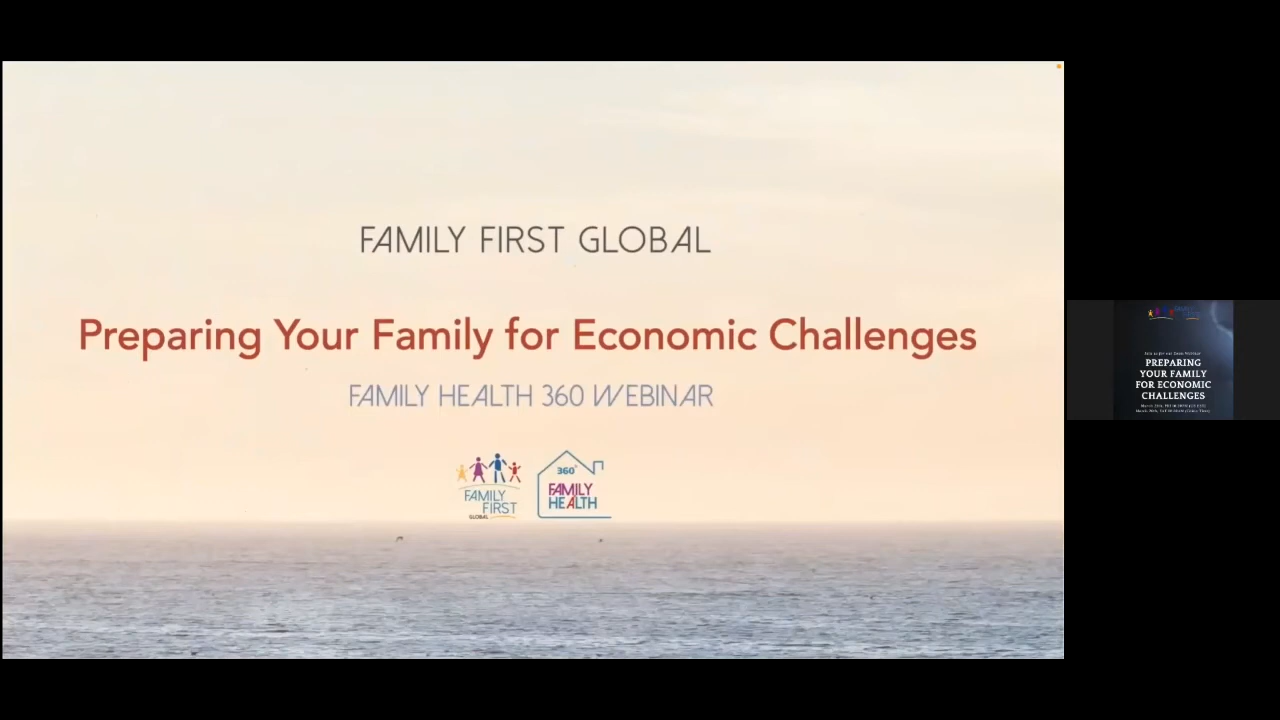 FAMILY FIRST GLOBAL
Preparing Your Family for Economic Challenges
FAMILY HEALTH 360 WEBINAR
FAMILY
FIRST
GLOBAL
360°
FAMILY
HEALTH
PREPARING
YOUR FAMILY
FOR ECONOMIC
CHALLENGES